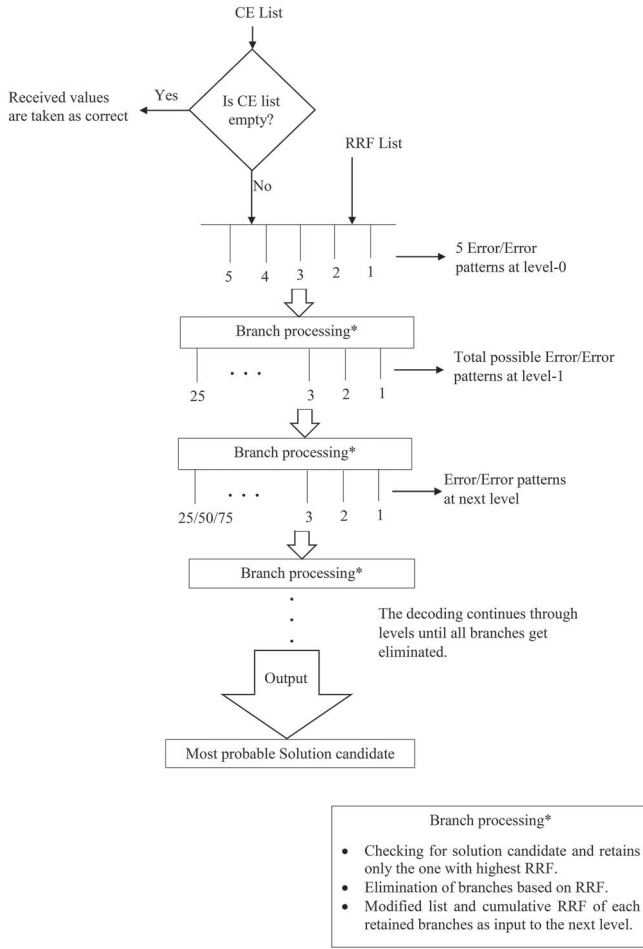 CE List
Is CE list
empty?
Yes
Received values
are taken as correct
RRF List
No
5 4 3 2 1
5 Error/Error
patterns at level-0
Branch processing*
25 . . . 3 2 1
Total possible Error/Error
patterns at level-1
Branch processing*
25/50/75 . . . 3 2 1
Error/Error patterns
at next level
Branch processing*
The decoding continues through
levels until all branches get
eliminated.
Output
Most probable Solution candidate
Branch processing*
• Checking for solution candidate and retains
only the one with highest RRF.
• Elimination of branches based on RRF.
• Modified list and cumulative RRF of each
retained branches as input to the next level.